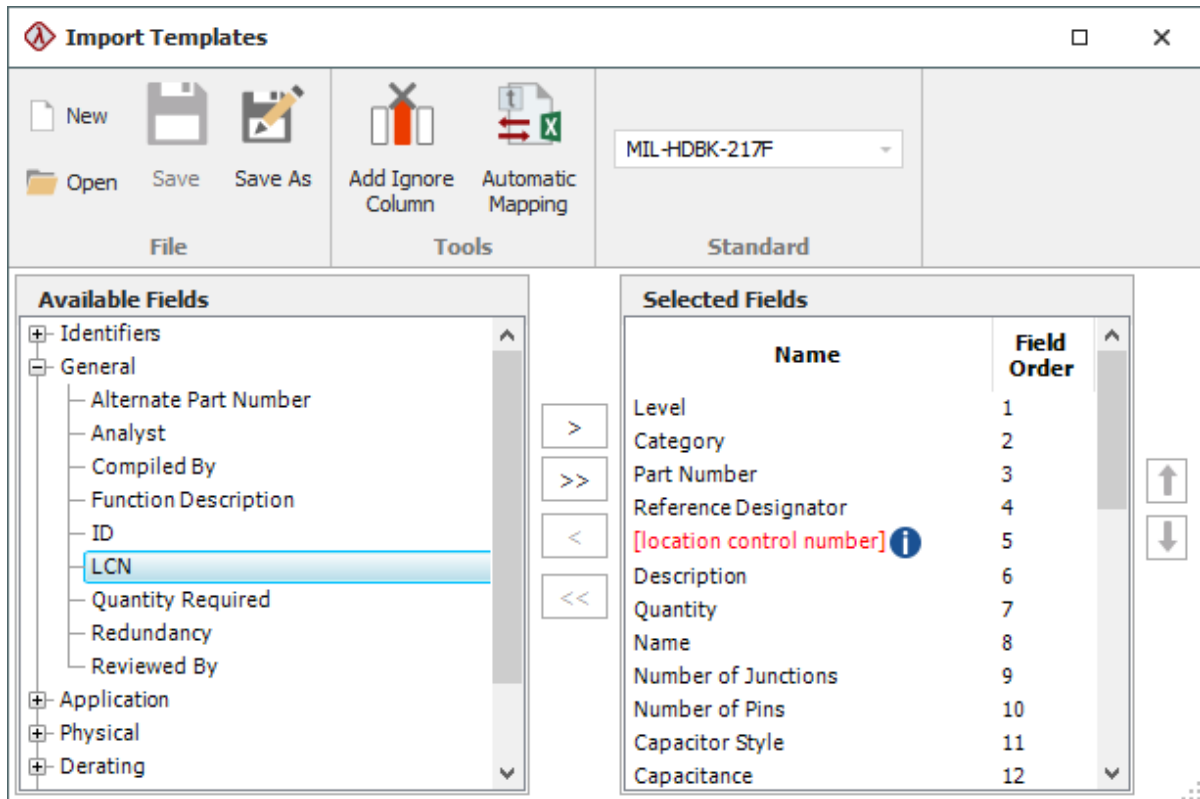 Import Templates
New
Open
Save
Save As
File
Add Ignore
Column
Automatic
Mapping
Tools
MIL-HDBK-217F
Standard
Available Fields
Identifiers
General
Alternate Part Number
Analyst
Compiled By
Function Description
ID
LCN
Quantity Required
Redundancy
Reviewed By
Application
Physical
Derating
>
>>
<
<<
Selected Fields
Name Field
Order
Level 1
Category 2
Part Number 3
Reference Designator 4
[location control number] i 5
Description 6
Quantity 7
Name 8
Number of Junctions 9
Number of Pins 10
Capacitor Style 11
Capacitance 12